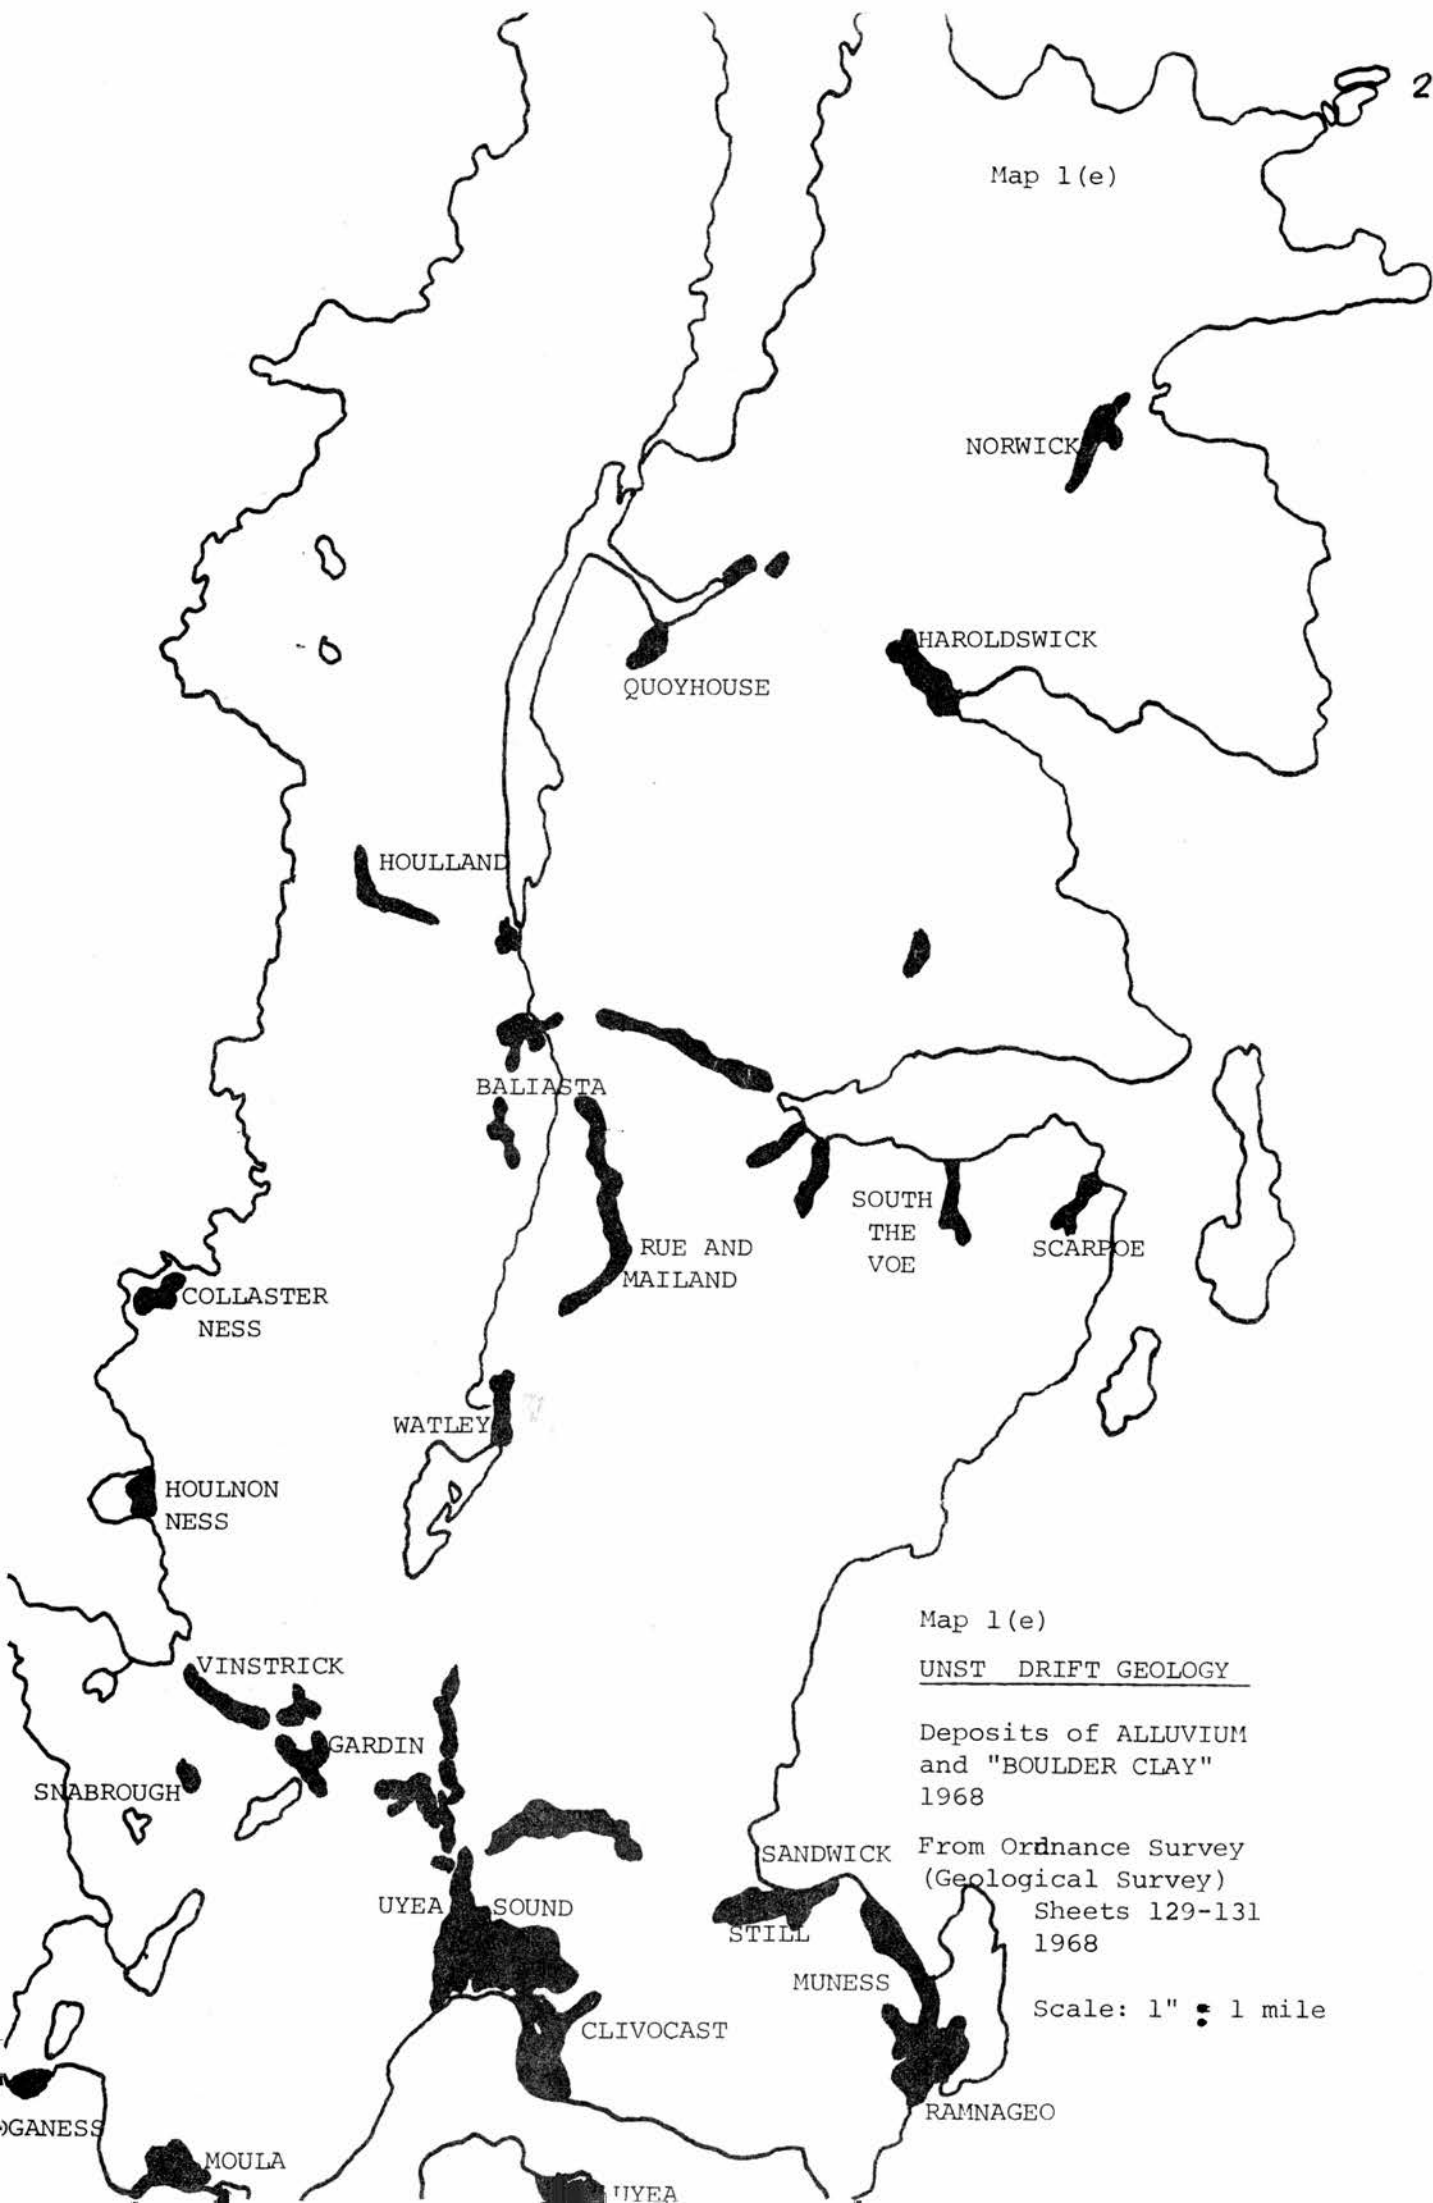 2
Map 1(e)
NORWICK
HAROLDSWICK
QUOYHOUSE
HOULLAND
BALIASTA
SOUTH
THE
VOE
SCARPOE
RUE AND
MAILAND
COLLASTER
NESS
WATLEY
HOULNON
NESS
VINSTRICK
GARDIN
SNABROUGH
UYEA SOUND
SANDWICK
STILL
MUNESS
CLIVOCAST
RAMNAGEO
OGANESS
MOULA
UYEA
Map 1(e)
UNST DRIFT GEOLOGY
Deposits of ALLUVIUM
and "BOULDER CLAY"
1968
From Ordnance Survey
(Geological Survey)
Sheets 129-131
1968
Scale: 1" : 1 mile